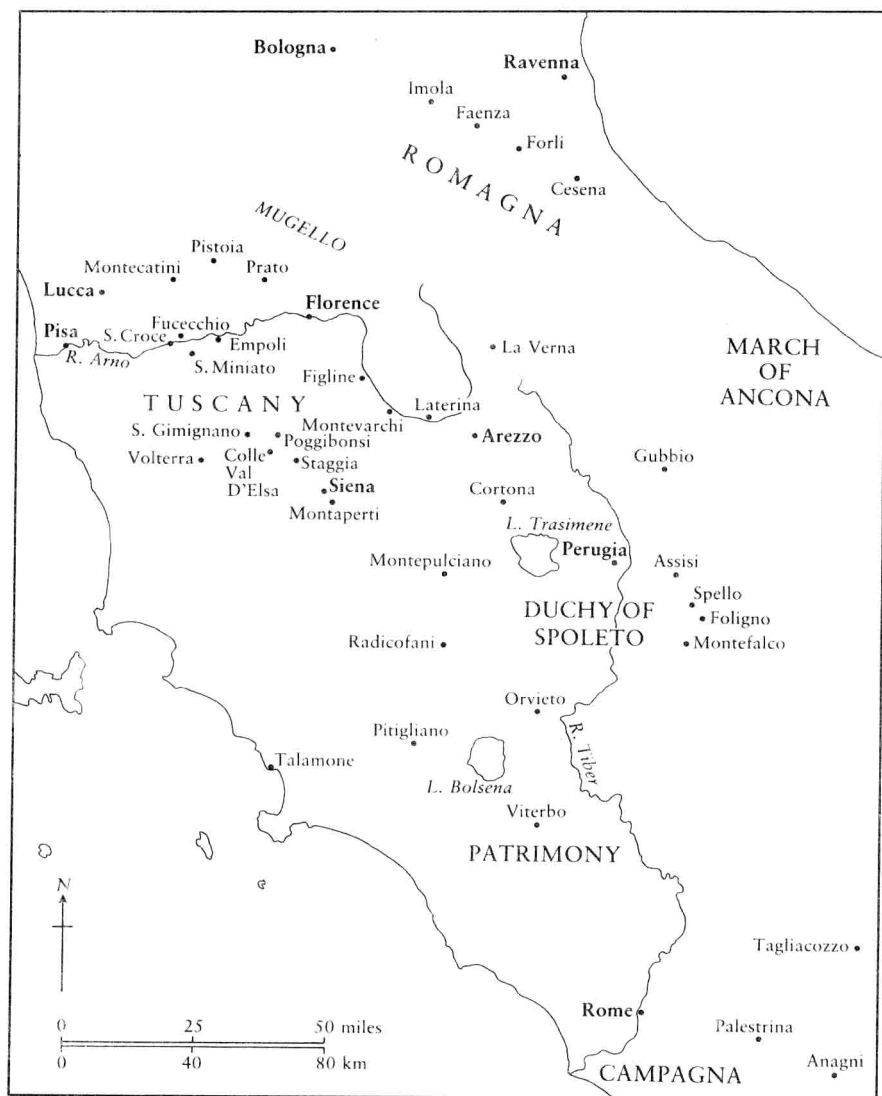 Bologna
Ravenna
Imola
Faenza
Forli
ROMAGNA
Cesena
MUGELLO
Pistoia
Montecatini
Prato
Lucca
Florence
Pisa
Fucecchio
S. Croce
Empoli
R. Arno
S. Miniato
La Verna
MARCH
OF
ANCONA
Figline
TUSCANY
Laterina
Montevarchi
S. Gimignano
Poggibonsi
Arezzo
Volterra
Colle
Val
D'Elsa
Staggia
Gubbio
Siena
Montaperti
Cortona
L. Trasimene
Perugia
Montepulciano
Assisi
Spello
DUCHY OF
SPOLETO
Foligno
Radicofani
Montefalco
Orvieto
Pitigliano
R. Tiber
Talamone
L. Bolsena
Viterbo
PATRIMONY
N
Tagliacozzo
Rome
0 25 50 miles
0 40 80 km
Palestrina
CAMPAGNA
Anagni